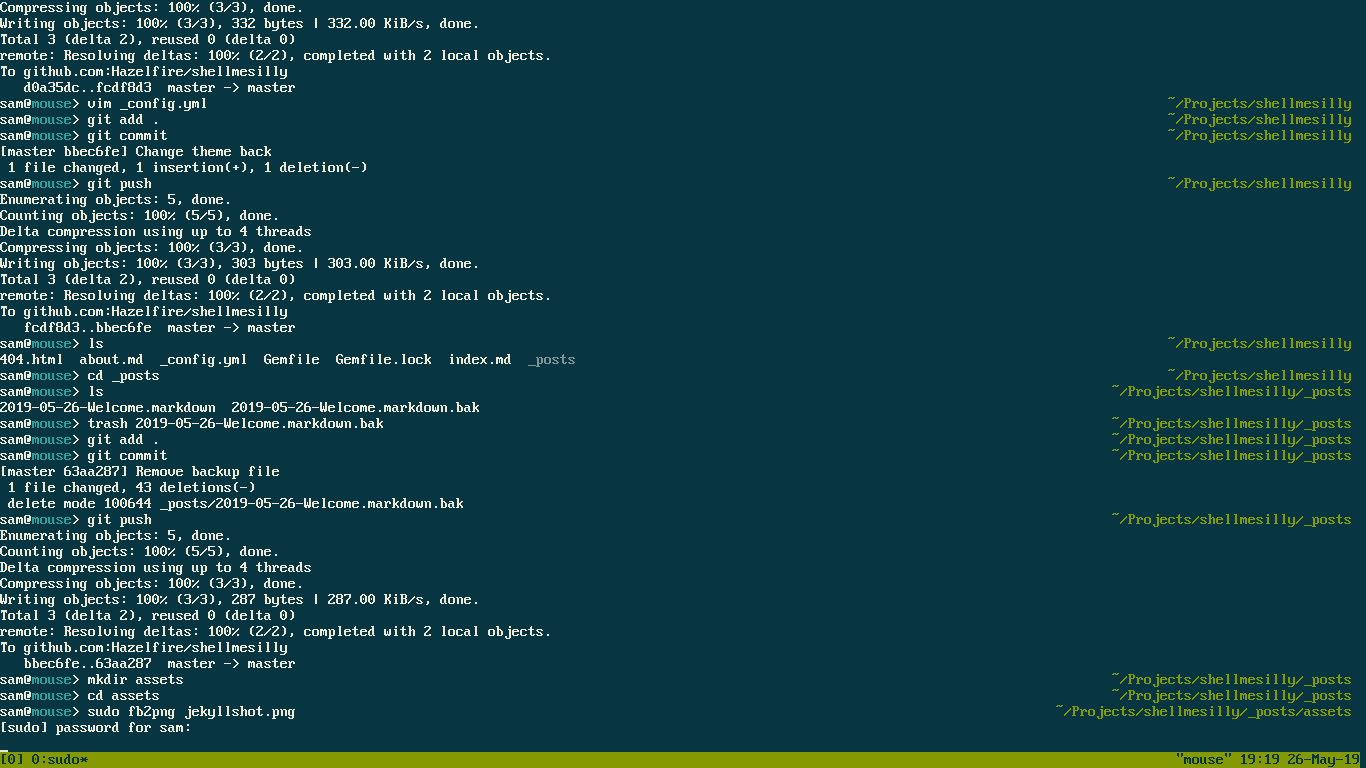 Compressing objects: 100% (3/3), done.
Writing objects: 100% (3/3), 332 bytes | 332.00 KiB/s, done.
Total 3 (delta 2), reused 0 (delta 0)
remote: Resolving deltas: 100% (2/2), completed with 2 local objects.
To github.com:Hazelfire/shellmesilly
   d0a35dc..fcdf8d3  master -> master
sam@mouse> vim _config.yml ~/Projects/shellmesilly
sam@mouse> git add . ~/Projects/shellmesilly
sam@mouse> git commit ~/Projects/shellmesilly
[master bbec6fe] Change theme back
 1 file changed, 1 insertion(+), 1 deletion(-)
sam@mouse> git push ~/Projects/shellmesilly
Enumerating objects: 5, done.
Counting objects: 100% (5/5), done.
Delta compression using up to 4 threads
Compressing objects: 100% (3/3), done.
Writing objects: 100% (3/3), 303 bytes | 303.00 KiB/s, done.
Total 3 (delta 2), reused 0 (delta 0)
remote: Resolving deltas: 100% (2/2), completed with 2 local objects.
To github.com:Hazelfire/shellmesilly
   fcdf8d3..bbec6fe  master -> master
sam@mouse> ls ~/Projects/shellmesilly
404.html  about.md  _config.yml  Gemfile  Gemfile.lock  index.md  _posts
sam@mouse> cd _posts ~/Projects/shellmesilly
sam@mouse> ls ~/Projects/shellmesilly/_posts
2019-05-26-Welcome.markdown  2019-05-26-Welcome.markdown.bak
sam@mouse> trash 2019-05-26-Welcome.markdown.bak ~/Projects/shellmesilly/_posts
sam@mouse> git add . ~/Projects/shellmesilly/_posts
sam@mouse> git commit ~/Projects/shellmesilly/_posts
[master 63aa287] Remove backup file
 1 file changed, 43 deletions(-)
 delete mode 100644 _posts/2019-05-26-Welcome.markdown.bak
sam@mouse> git push ~/Projects/shellmesilly/_posts
Enumerating objects: 5, done.
Counting objects: 100% (5/5), done.
Delta compression using up to 4 threads
Compressing objects: 100% (3/3), done.
Writing objects: 100% (3/3), 287 bytes | 287.00 KiB/s, done.
Total 3 (delta 2), reused 0 (delta 0)
remote: Resolving deltas: 100% (2/2), completed with 2 local objects.
To github.com:Hazelfire/shellmesilly
   bbec6fe..63aa287  master -> master
sam@mouse> mkdir assets ~/Projects/shellmesilly/_posts
sam@mouse> cd assets ~/Projects/shellmesilly/_posts
sam@mouse> sudo fb2png jekyllshot.png ~/Projects/shellmesilly/_posts/assets
[sudo] password for sam:
[0] 0:sudo* "mouse" 19:19 26-May-19